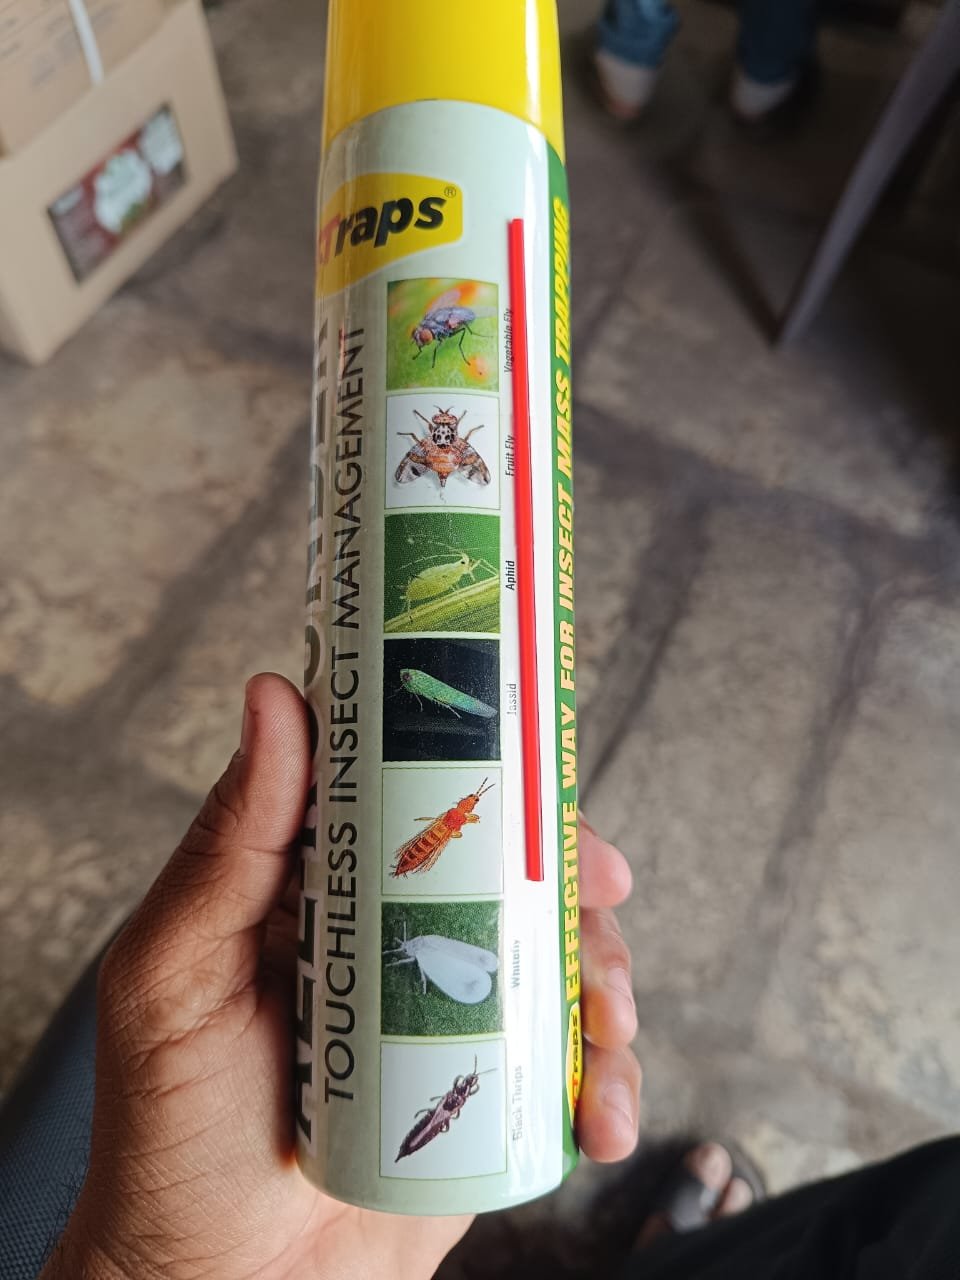 Traps®
TOUCHLESS INSECT MANAGEMENT
Vegetable Fly
Fruit Fly
Aphid
Jassid
Whitefly
Black Thrips
Traps EFFECTIVE WAY FOR INSECT MASS TRAPPING